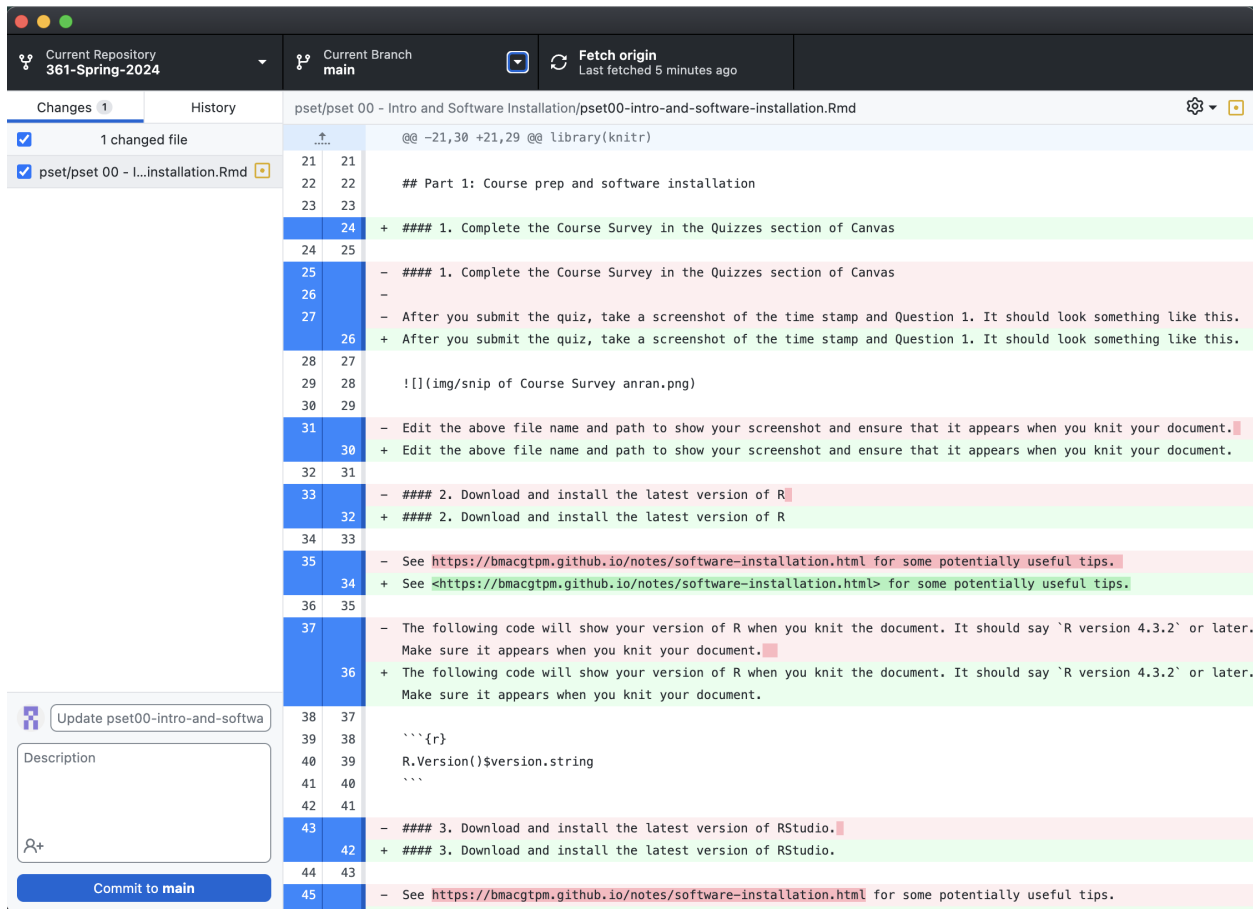 Current Repository
361-Spring-2024
Current Branch
main
Fetch origin
Last fetched 5 minutes ago
Changes 1
History
1 changed file
pset/pset 00 - I...installation.Rmd
pset/pset 00 - Intro and Software Installation/pset00-intro-and-software-installation.Rmd
@@ -21,30 +21,29 @@ library(knitr)
21 21
22 22 ## Part 1: Course prep and software installation
23 23
24 + #### 1. Complete the Course Survey in the Quizzes section of Canvas
24 25
25 - #### 1. Complete the Course Survey in the Quizzes section of Canvas
26 -
27 - After you submit the quiz, take a screenshot of the time stamp and Question 1. It should look something like this.
26 + After you submit the quiz, take a screenshot of the time stamp and Question 1. It should look something like this.
28 27
29 28 ![](img/snip of Course Survey anran.png)
30 29
31 - Edit the above file name and path to show your screenshot and ensure that it appears when you knit your document.
30 + Edit the above file name and path to show your screenshot and ensure that it appears when you knit your document.
32 31
33 - #### 2. Download and install the latest version of R
32 + #### 2. Download and install the latest version of R
34 33
35 - See https://bmacgtpm.github.io/notes/software-installation.html for some potentially useful tips.
34 + See <https://bmacgtpm.github.io/notes/software-installation.html> for some potentially useful tips.
36 35
37 - The following code will show your version of R when you knit the document. It should say `R version 4.3.2` or later.
Make sure it appears when you knit your document.
36 + The following code will show your version of R when you knit the document. It should say `R version 4.3.2` or later.
Make sure it appears when you knit your document.
38 37
39 38 ```{r}
40 39 R.Version()$version.string
41 40 ```
42 41
43 - #### 3. Download and install the latest version of RStudio.
42 + #### 3. Download and install the latest version of RStudio.
44 43
45 - See https://bmacgtpm.github.io/notes/software-installation.html for some potentially useful tips.
Update pset00-intro-and-softwa
Description
Commit to main